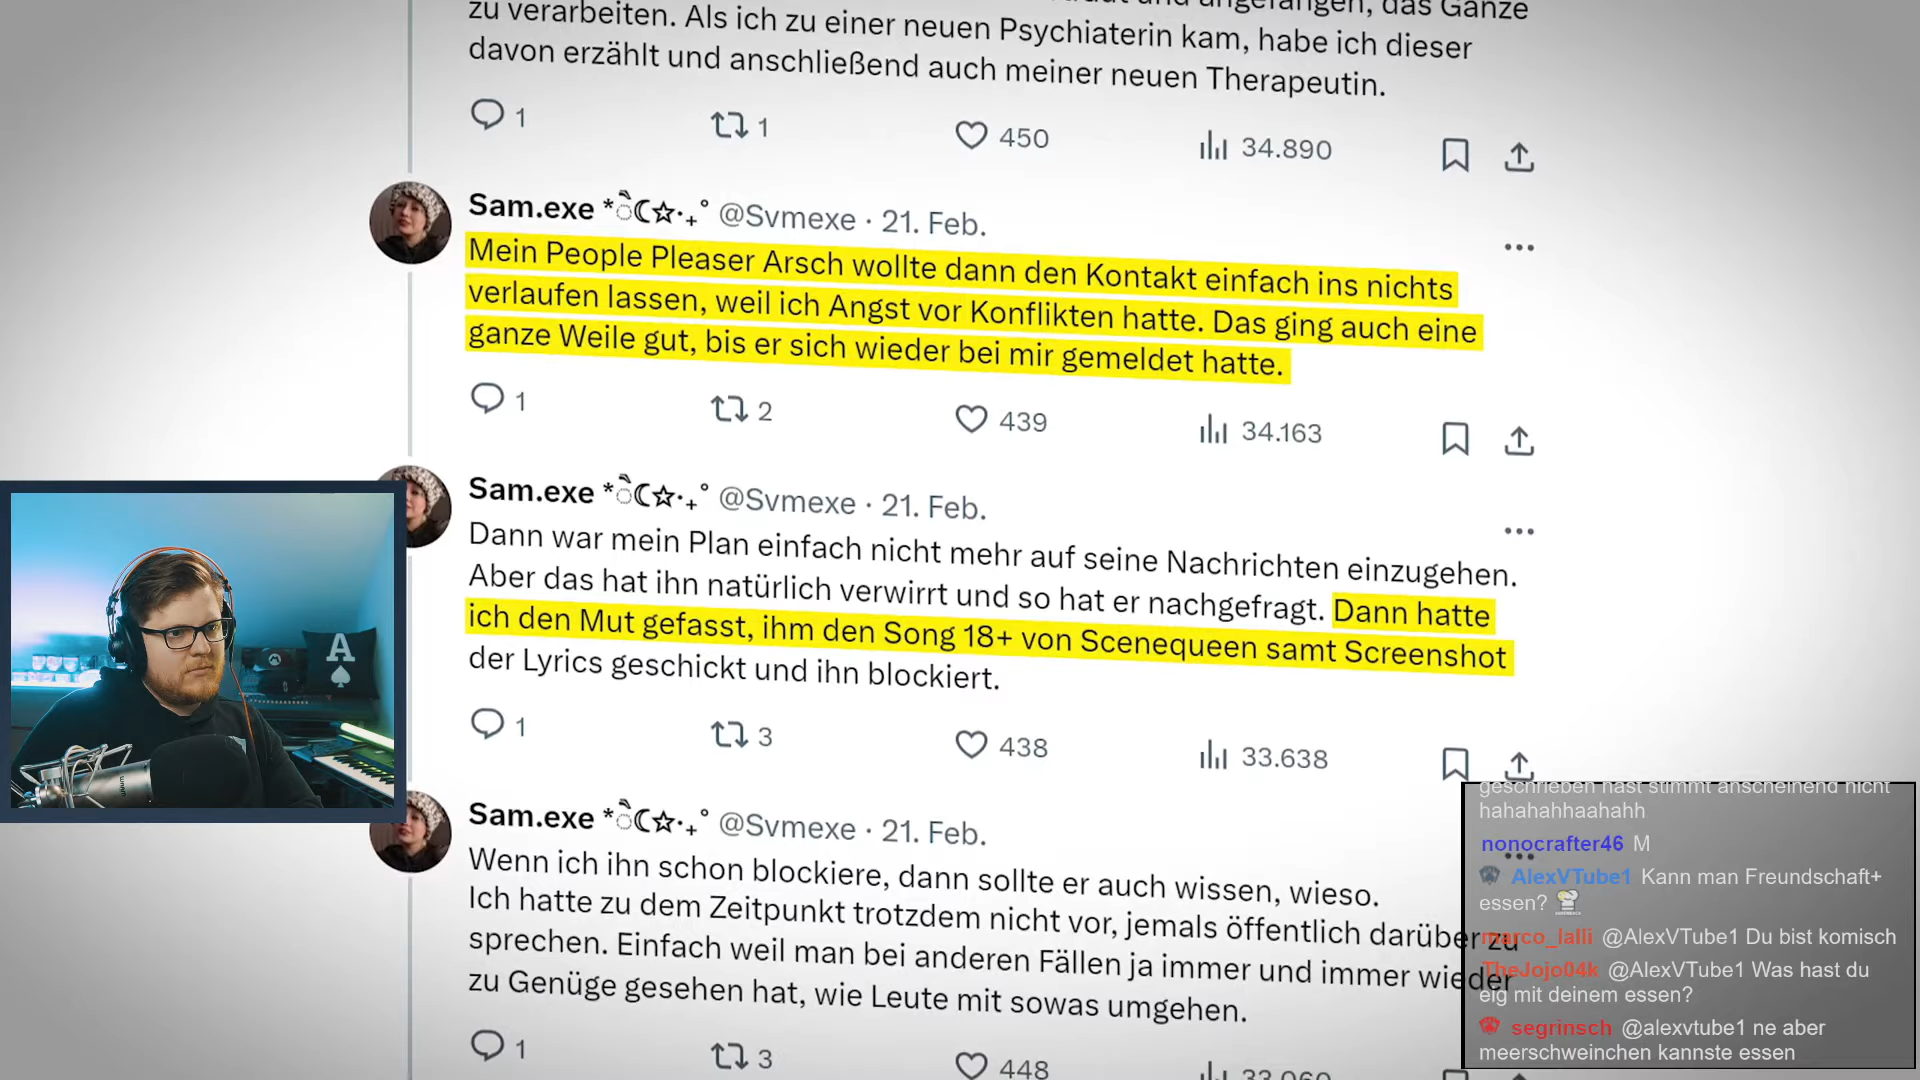 das Ganze
zu verarbeiten. Als ich zu einer neuen Psychiaterin kam, habe ich dieser
davon erzählt und anschließend auch meiner neuen Therapeutin.
1 1 450 34.890
Sam.exe *ੈ☾☆·₊˚ @Svmexe · 21. Feb.
Mein People Pleaser Arsch wollte dann den Kontakt einfach ins nichts
verlaufen lassen, weil ich Angst vor Konflikten hatte. Das ging auch eine
ganze Weile gut, bis er sich wieder bei mir gemeldet hatte.
1 2 439 34.163
Sam.exe *ੈ☾☆·₊˚ @Svmexe · 21. Feb.
Dann war mein Plan einfach nicht mehr auf seine Nachrichten einzugehen.
Aber das hat ihn natürlich verwirrt und so hat er nachgefragt. Dann hatte
ich den Mut gefasst, ihm den Song 18+ von Scenequeen samt Screenshot
der Lyrics geschickt und ihn blockiert.
1 3 438 33.638
Sam.exe *ੈ☾☆·₊˚ @Svmexe · 21. Feb.
Wenn ich ihn schon blockiere, dann sollte er auch wissen, wieso.
Ich hatte zu dem Zeitpunkt trotzdem nicht vor, jemals öffentlich darüber zu
sprechen. Einfach weil man bei anderen Fällen ja immer und immer wieder
zu Genüge gesehen hat, wie Leute mit sowas umgehen.
1 3 448
A
geschrieben hast stimmt anscheinend nicht
hahahahhaahahh
nonocrafter46 M
AlexVTube1 Kann man Freundschaft+
essen?
marco_lalli @AlexVTube1 Du bist komisch
TheJojo04k @AlexVTube1 Was hast du
eig mit deinem essen?
segrinsch @alexvtube1 ne aber
meerschweinchen kannste essen